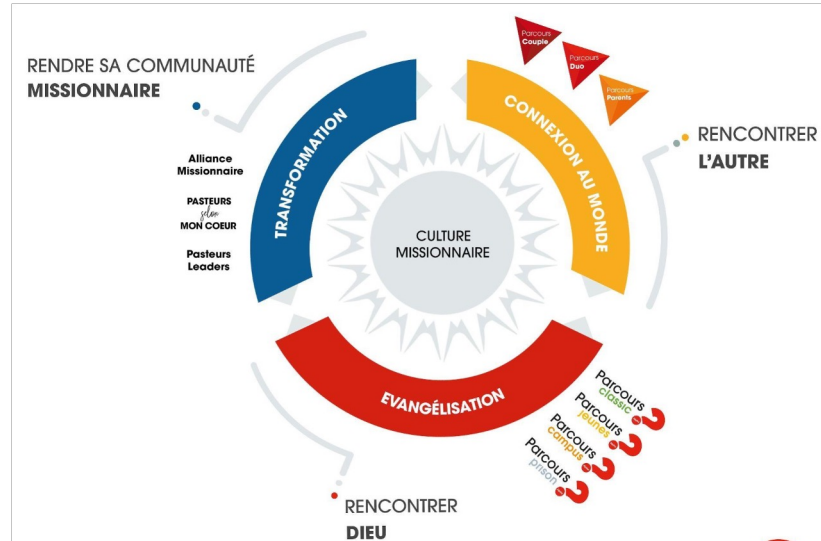 RENDRE SA COMMUNAUTÉ
MISSIONNAIRE
Alliance
Missionnaire
PASTEURS
selon
MON COEUR
Pasteurs
Leaders
TRANSFORMATION
CULTURE
MISSIONNAIRE
CONNEXION AU MONDE
Parcours
Couple
Parcours
Duo
Parcours
Parents
RENCONTRER
L'AUTRE
EVANGÉLISATION
Parcours
classic
Parcours
jeunes
Parcours
campus
Parcours
prison
RENCONTRER
DIEU